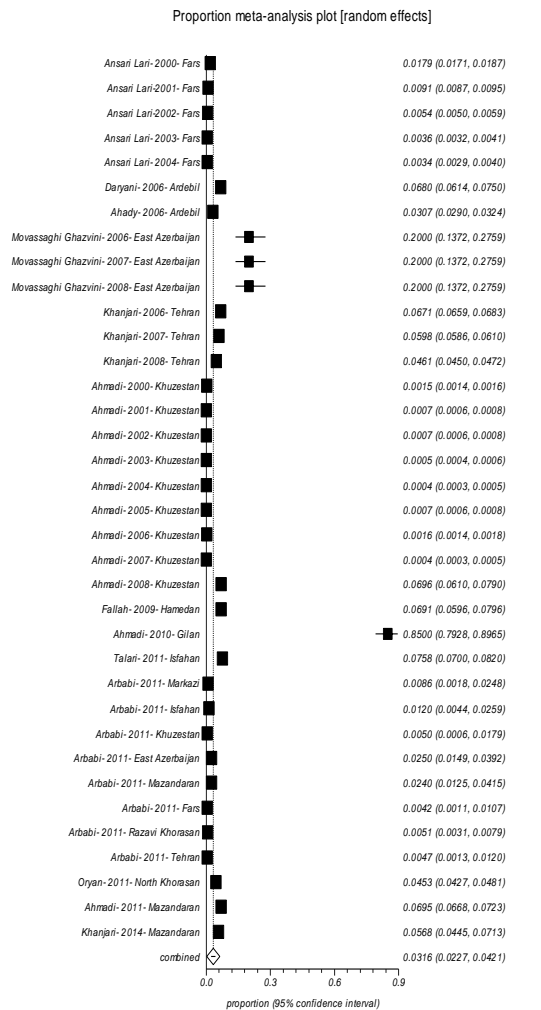 Proportion meta-analysis plot [random effects]
Ansari Lari- 2000- Fars 0.0179 (0.0171, 0.0187)
Ansari Lari-2001- Fars 0.0091 (0.0087, 0.0095)
Ansari Lari-2002- Fars 0.0054 (0.0050, 0.0059)
Ansari Lari- 2003- Fars 0.0036 (0.0032, 0.0041)
Ansari Lari- 2004- Fars 0.0034 (0.0029, 0.0040)
Daryani- 2006- Ardebil 0.0680 (0.0614, 0.0750)
Ahady- 2006- Ardebil 0.0307 (0.0290, 0.0324)
Movassaghi Ghazvini- 2006- East Azerbaijan 0.2000 (0.1372, 0.2759)
Movassaghi Ghazvini- 2007- East Azerbaijan 0.2000 (0.1372, 0.2759)
Movassaghi Ghazvini- 2008- East Azerbaijan 0.2000 (0.1372, 0.2759)
Khanjari- 2006- Tehran 0.0671 (0.0659, 0.0683)
Khanjari- 2007- Tehran 0.0598 (0.0586, 0.0610)
Khanjari- 2008- Tehran 0.0461 (0.0450, 0.0472)
Ahmadi- 2000- Khuzestan 0.0015 (0.0014, 0.0016)
Ahmadi- 2001- Khuzestan 0.0007 (0.0006, 0.0008)
Ahmadi- 2002- Khuzestan 0.0007 (0.0006, 0.0008)
Ahmadi- 2003- Khuzestan 0.0005 (0.0004, 0.0006)
Ahmadi- 2004- Khuzestan 0.0004 (0.0003, 0.0005)
Ahmadi- 2005- Khuzestan 0.0007 (0.0006, 0.0008)
Ahmadi- 2006- Khuzestan 0.0016 (0.0014, 0.0018)
Ahmadi- 2007- Khuzestan 0.0004 (0.0003, 0.0005)
Ahmadi- 2008- Khuzestan 0.0696 (0.0610, 0.0790)
Fallah- 2009- Hamedan 0.0691 (0.0596, 0.0796)
Ahmadi- 2010- Gilan 0.8500 (0.7928, 0.8965)
Talari- 2011- Isfahan 0.0758 (0.0700, 0.0820)
Arbabi- 2011- Markazi 0.0086 (0.0018, 0.0248)
Arbabi- 2011- Isfahan 0.0120 (0.0044, 0.0259)
Arbabi- 2011- Khuzestan 0.0050 (0.0006, 0.0179)
Arbabi- 2011- East Azerbaijan 0.0250 (0.0149, 0.0392)
Arbabi- 2011- Mazandaran 0.0240 (0.0125, 0.0415)
Arbabi- 2011- Fars 0.0042 (0.0011, 0.0107)
Arbabi- 2011- Razavi Khorasan 0.0051 (0.0031, 0.0079)
Arbabi- 2011- Tehran 0.0047 (0.0013, 0.0120)
Oryan- 2011- North Khorasan 0.0453 (0.0427, 0.0481)
Ahmadi- 2011- Mazandaran 0.0695 (0.0668, 0.0723)
Khanjari- 2014- Mazandaran 0.0568 (0.0445, 0.0713)
combined 0.0316 (0.0227, 0.0421)
0.0 0.3 0.6 0.9
proportion (95% confidence interval)